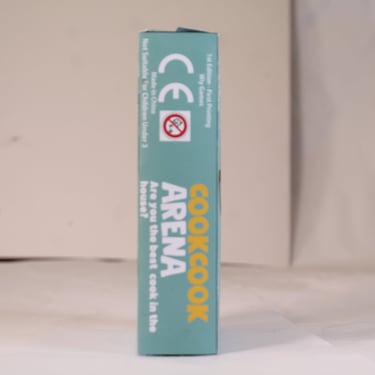 1st Edition - First Printing
Wiy Games
CE
Made in China
Not Suitable for Children Under 3
COOKCOOK
ARENA
Are you the best cook in the
house?